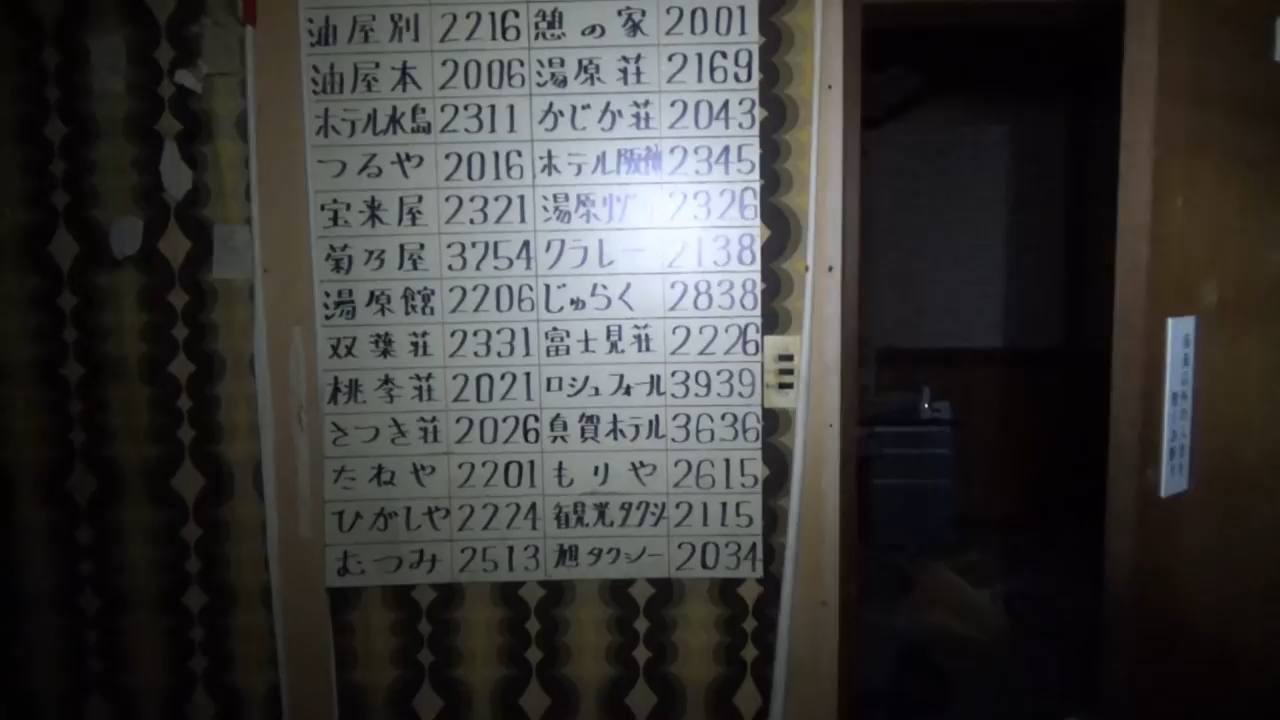 油屋別 2216 憩の家 2001
油屋本 2006 湯原荘 2169
ホテル水島 2311 かじか荘 2043
つるや 2016 ホテル阪神 2345
宝来屋 2321 湯原リゾ 2326
菊乃屋 3754 クラレー 2138
湯原館 2206 じゅらく 2838
双葉荘 2331 富士見荘 2226
桃李荘 2021 ロシュフォール 3939
さつき荘 2026 真賀ホテル 3636
たねや 2201 もりや 2615
ひがしや 2224 観光タクシ 2115
むつみ 2513 旭タクシー 2034